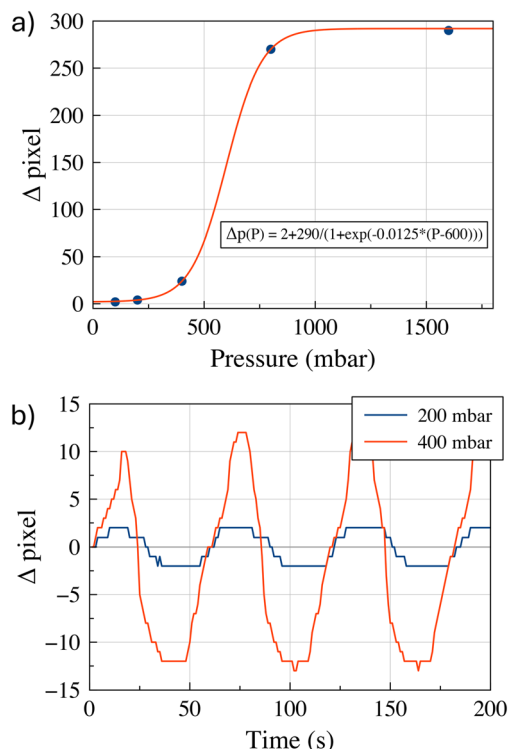 a)
300
250
200
150
100
50
0
Δ pixel
Δp(P) = 2+290/(1+exp(-0.0125*(P-600)))
0 500 1000 1500
Pressure (mbar)
b)
15
10
5
0
−5
−10
−15
Δ pixel
200 mbar
400 mbar
0 50 100 150 200
Time (s)